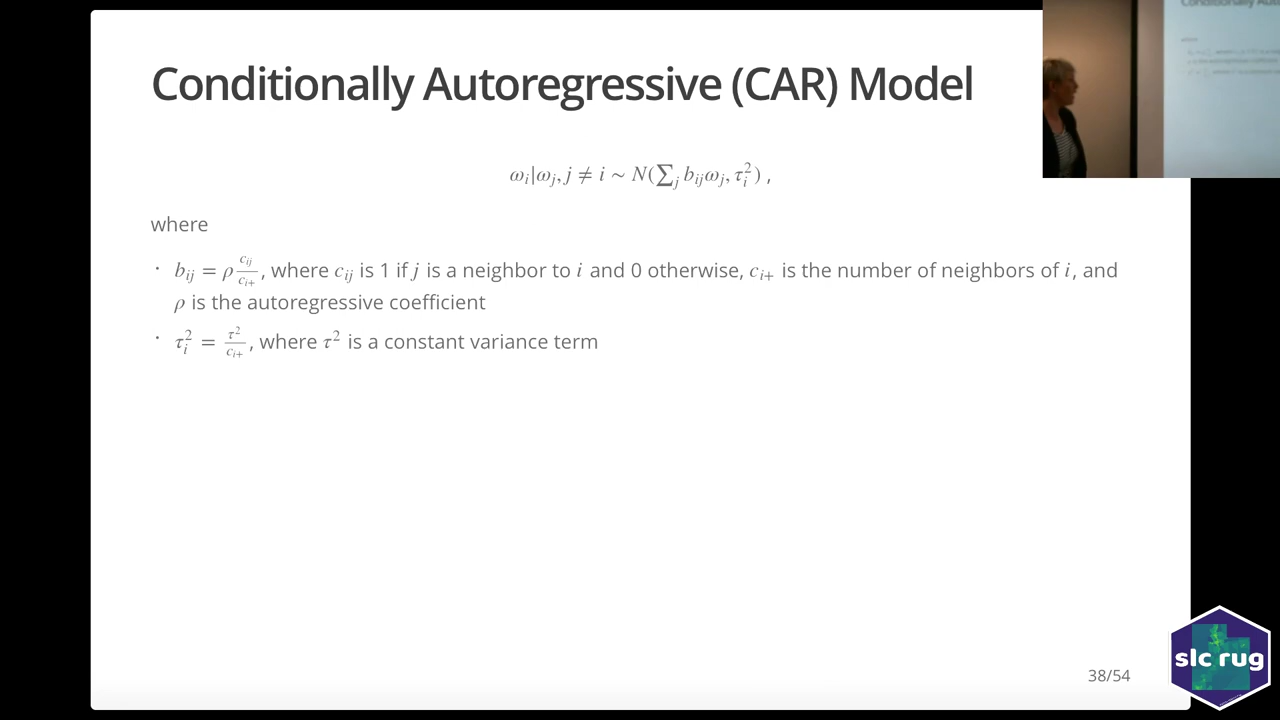 Conditionally Autoregressive (CAR) Model
ωᵢ|ωⱼ, j ≠ i ∼ N(∑ⱼ bᵢⱼωⱼ, τᵢ²) ,
where
· bᵢⱼ = ρ cᵢⱼ/cᵢ₊, where cᵢⱼ is 1 if j is a neighbor to i and 0 otherwise, cᵢ₊ is the number of neighbors of i, and
ρ is the autoregressive coefficient
· τᵢ² = τ²/cᵢ₊, where τ² is a constant variance term
38/54
slc rug